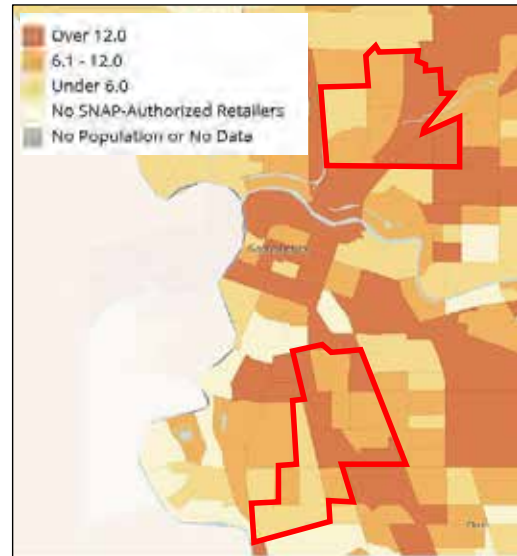 Over 12.0
6.1 - 12.0
Under 6.0
No SNAP-Authorized Retailers
No Population or No Data